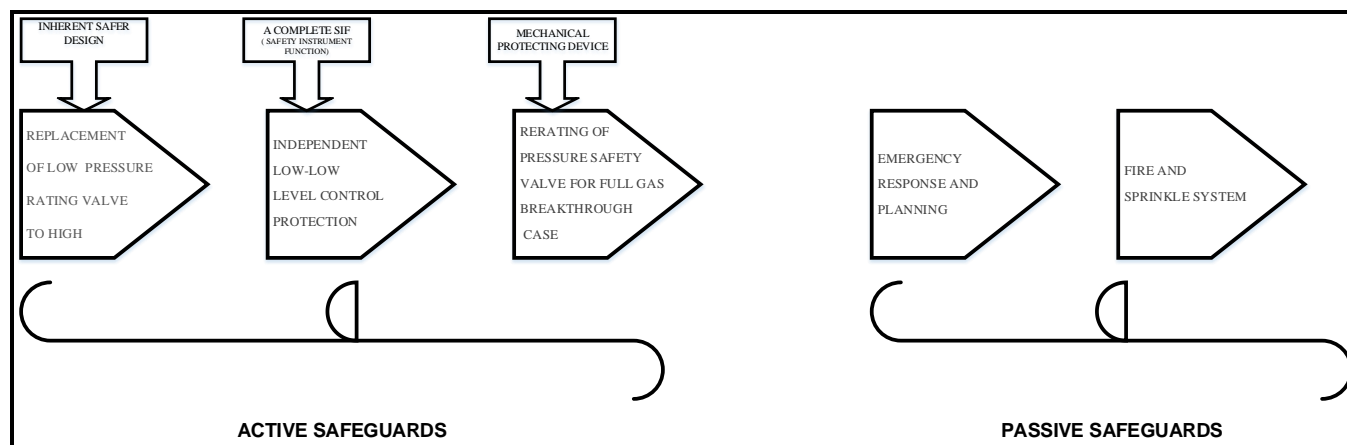 INHERENT SAFER
DESIGN
A COMPLETE SIF
( SAFETY INSTRUMENT
FUNCTION)
MECHANICAL
PROTECTING DEVICE
REPLACEMENT
OF LOW PRESSURE
RATING VALVE
TO HIGH
INDEPENDENT
LOW-LOW
LEVEL CONTROL
PROTECTION
RERATING OF
PRESSURE SAFETY
VALVE FOR FULL GAS
BREAKTHROUGH
CASE
EMERGENCY
RESPONSE AND
PLANNING
FIRE AND
SPRINKLE SYSTEM
ACTIVE SAFEGUARDS
PASSIVE SAFEGUARDS